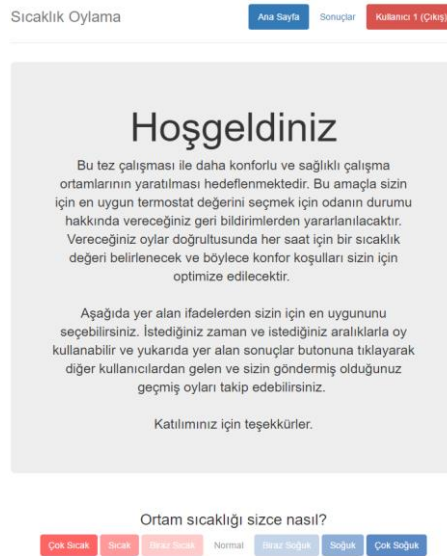 Sıcaklık Oylama
Ana Sayfa
Sonuçlar
Kullanıcı 1 (Çıkış)
Hoşgeldiniz
Bu tez çalışması ile daha konforlu ve sağlıklı çalışma
ortamlarının yaratılması hedeflenmektedir. Bu amaçla sizin
için en uygun termostat değerini seçmek için odanın durumu
hakkında vereceğiniz geri bildirimlerden yararlanılacaktır.
Vereceğiniz oylar doğrultusunda her saat için bir sıcaklık
değeri belirlenecek ve böylece konfor koşulları sizin için
optimize edilecektir.
Aşağıda yer alan ifadelerden sizin için en uygununu
seçebilirsiniz. İstediğiniz zaman ve istediğiniz aralıklarla oy
kullanabilir ve yukarıda yer alan sonuçlar butonuna tıklayarak
diğer kullanıcılardan gelen ve sizin göndermiş olduğunuz
geçmiş oyları takip edebilirsiniz.
Katılımınız için teşekkürler.
Ortam sıcaklığı sizce nasıl?
Çok Sıcak
Sıcak
Biraz Sıcak
Normal
Biraz Soğuk
Soğuk
Çok Soğuk